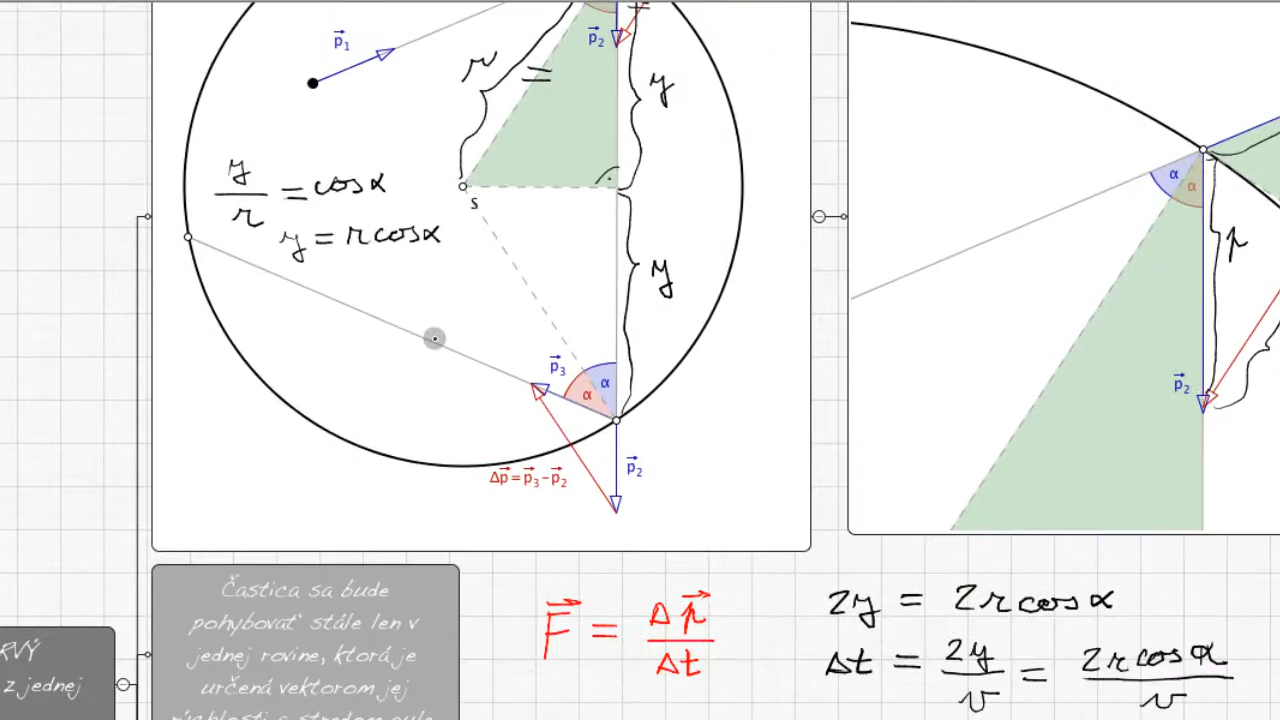 p₁
r =
p₂
y
y/r = cos α
y = r cos α
s
y
p₃
α
α
p₂
Δp = p₃ - p₂
α
α
p
p₂
Častica sa bude
pohybovať stále len v
jednej rovine, ktorá je
určená vektorom jej
F = Δp/Δt
2y = 2r cos α
Δt = 2y/v = 2r cos α/v
RVÝ
z jednej